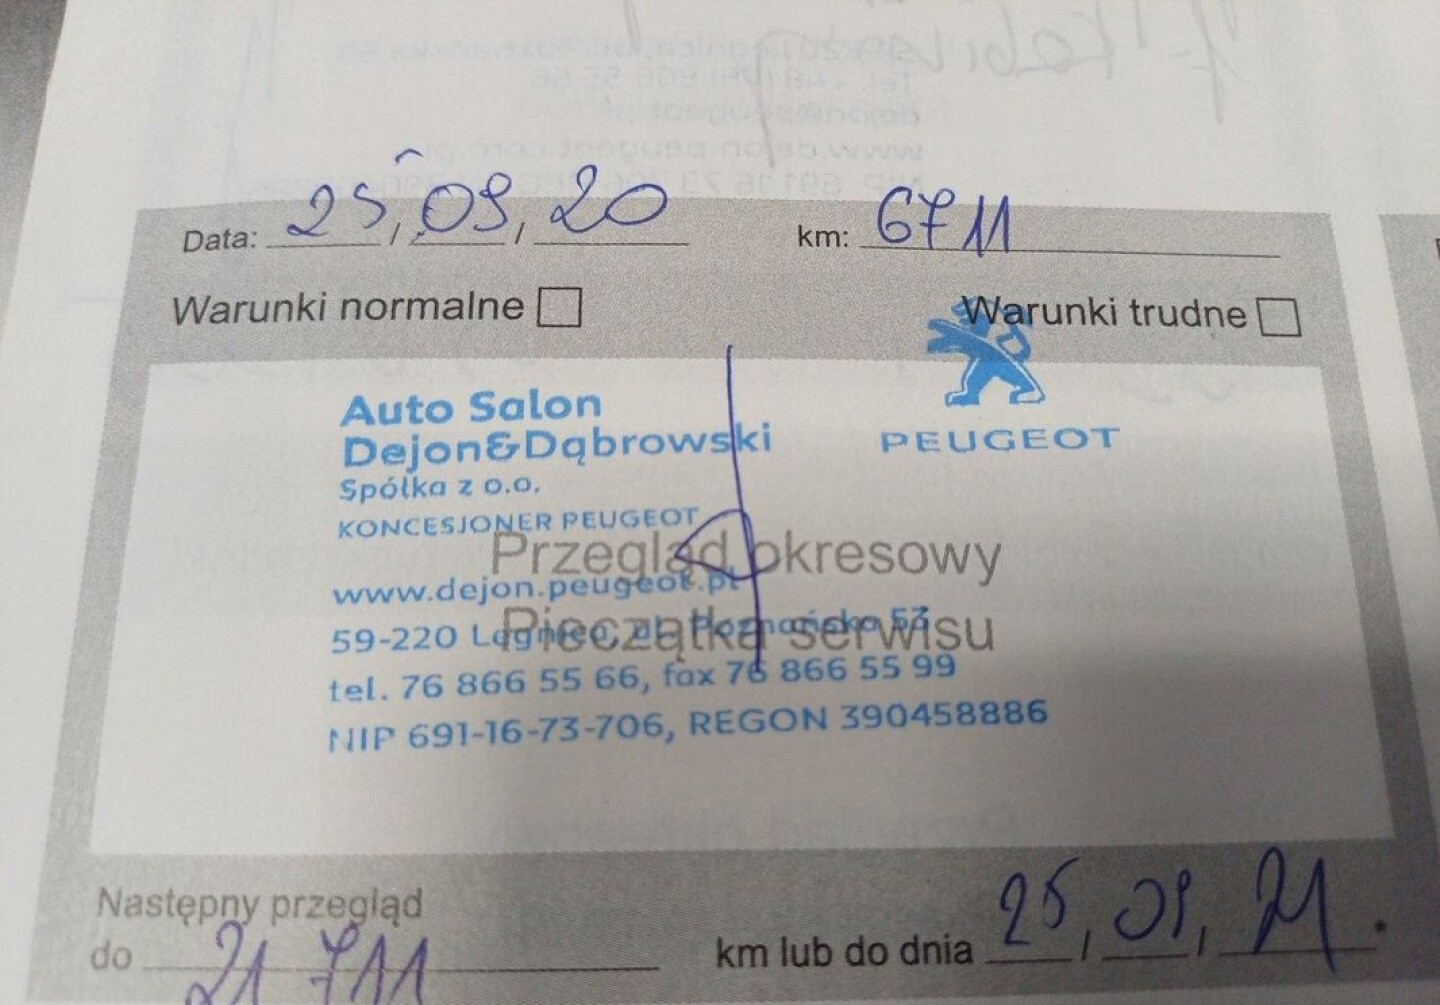 Data: 25 / 09 / 20 km: 6711
Warunki normalne Warunki trudne
Auto Salon
Dejon&Dąbrowski
PEUGEOT
Spółka z o.o.
KONCESJONER PEUGEOT
Przegląd okresowy
www.dejon.peugeot.pl
59-220 Legnica, ul. Poznańska 53
Pieczątka serwisu
tel. 76 866 55 66, fax 76 866 55 99
NIP 691-16-73-706, REGON 390458886
Następny przegląd
do 21 711 km lub do dnia 25 / 09 / 21